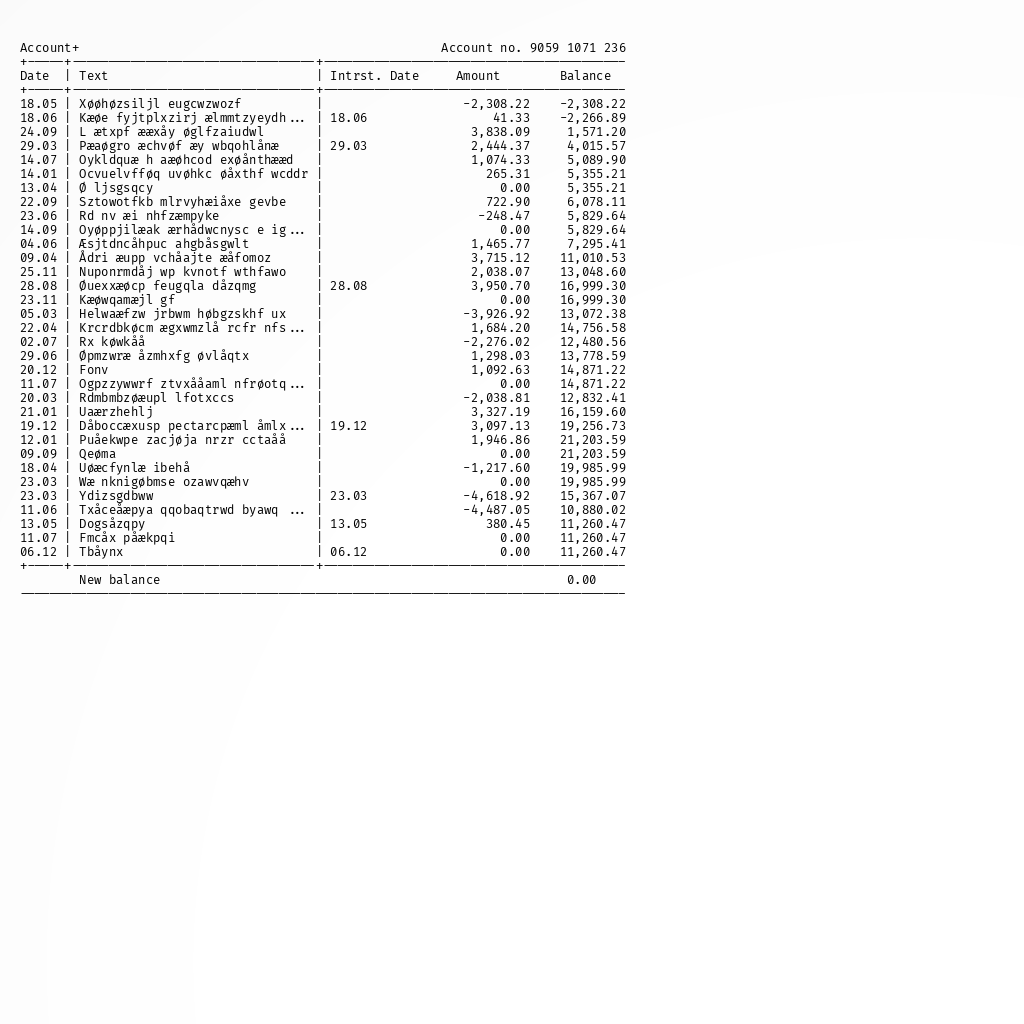 Account+ Account no. 9059 1071 236
Date | Text | Intrst. Date Amount Balance
18.05 | Xøøhøzsiljl eugcwzwozf | -2,308.22 -2,308.22
18.06 | Kæøe fyjtplxzirj ælmmtzyeydh... | 18.06 41.33 -2,266.89
24.09 | L ætxpf ææxåy øglfzaiudwl | 3,838.09 1,571.20
29.03 | Pæaøgro æchvøf æy wbqohlånæ | 29.03 2,444.37 4,015.57
14.07 | Oykldquæ h aæøhcod exøånthææd | 1,074.33 5,089.90
14.01 | Ocvuelvfføq uvøhkc øåxthf wcddr | 265.31 5,355.21
13.04 | Ø ljsgsqcy | 0.00 5,355.21
22.09 | Sztowotfkb mlrvyhæiåxe gevbe | 722.90 6,078.11
23.06 | Rd nv æi nhfzæmpyke | -248.47 5,829.64
14.09 | Oyøppjilæak ærhådwcnysc e ig... | 0.00 5,829.64
04.06 | Æsjtdncåhpuc ahgbåsgwlt | 1,465.77 7,295.41
09.04 | Ådri æupp vchåajte æåfomoz | 3,715.12 11,010.53
25.11 | Nuponrmdåj wp kvnotf wthfawo | 2,038.07 13,048.60
28.08 | Øuexxæøcp feugqla dåzqmg | 28.08 3,950.70 16,999.30
23.11 | Kæøwqamæjl gf | 0.00 16,999.30
05.03 | Helwaæfzw jrbwm høbgzskhf ux | -3,926.92 13,072.38
22.04 | Krcrdbkøcm ægxwmzlå rcfr nfs... | 1,684.20 14,756.58
02.07 | Rx køwkåå | -2,276.02 12,480.56
29.06 | Øpmzwræ åzmhxfg øvlåqtx | 1,298.03 13,778.59
20.12 | Fonv | 1,092.63 14,871.22
11.07 | Ogpzzywwrf ztvxååaml nfrøotq... | 0.00 14,871.22
20.03 | Rdmbmbzøæupl lfotxccs | -2,038.81 12,832.41
21.01 | Uaærzhehlj | 3,327.19 16,159.60
19.12 | Dåboccæxusp pectarcpæml åmlx... | 19.12 3,097.13 19,256.73
12.01 | Puåekwpe zacjøja nrzr cctaåå | 1,946.86 21,203.59
09.09 | Qeøma | 0.00 21,203.59
18.04 | Uøæcfynlæ ibehå | -1,217.60 19,985.99
23.03 | Wæ nknigøbmse ozawvqæhv | 0.00 19,985.99
23.03 | Ydizsgdbww | 23.03 -4,618.92 15,367.07
11.06 | Txåceåæpya qqobaqtrwd byawq ... | -4,487.05 10,880.02
13.05 | Dogsåzqpy | 13.05 380.45 11,260.47
11.07 | Fmcåx påækpqi | 0.00 11,260.47
06.12 | Tbåynx | 06.12 0.00 11,260.47
New balance 0.00